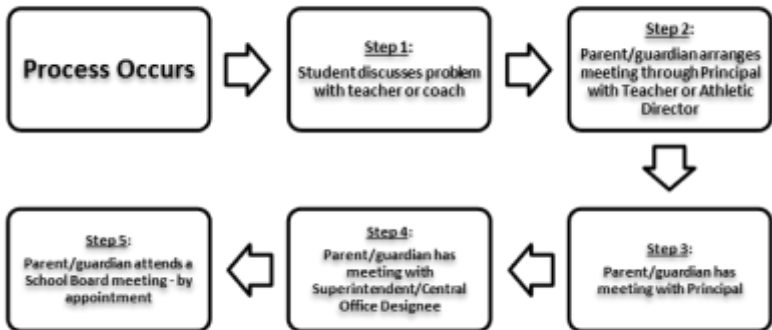 Process Occurs
Step 1:
Student discusses problem
with teacher or coach
Step 2:
Parent/guardian arranges
meeting through Principal
with Teacher or Athletic
Director
Step 3:
Parent/guardian has
meeting with Principal
Step 4:
Parent/guardian has
meeting with
Superintendent/Central
Office Designee
Step 5:
Parent/guardian attends a
School Board meeting - by
appointment